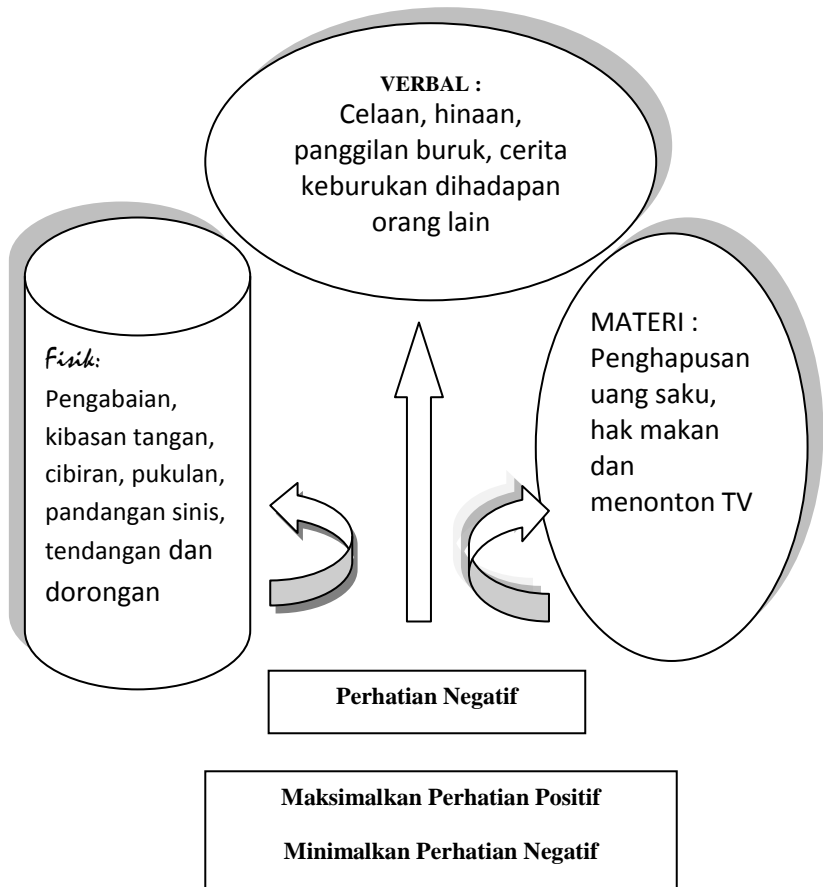 VERBAL :
Celaan, hinaan,
panggilan buruk, cerita
keburukan dihadapan
orang lain
Fisik:
Pengabaian,
kibasan tangan,
cibiran, pukulan,
pandangan sinis,
tendangan dan
dorongan
MATERI :
Penghapusan
uang saku,
hak makan
dan
menonton TV
Perhatian Negatif
Maksimalkan Perhatian Positif
Minimalkan Perhatian Negatif